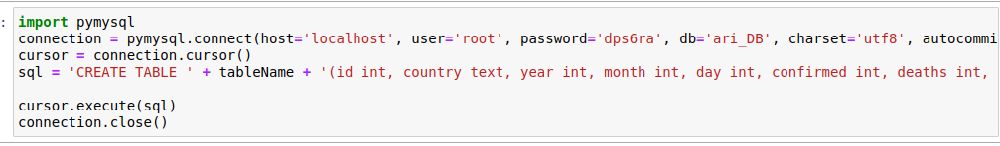 : import pymysql
connection = pymysql.connect(host='localhost', user='root', password='dps6ra', db='ari_DB', charset='utf8', autocommi
cursor = connection.cursor()
sql = 'CREATE TABLE ' + tableName + '(id int, country text, year int, month int, day int, confirmed int, deaths int,
cursor.execute(sql)
connection.close()